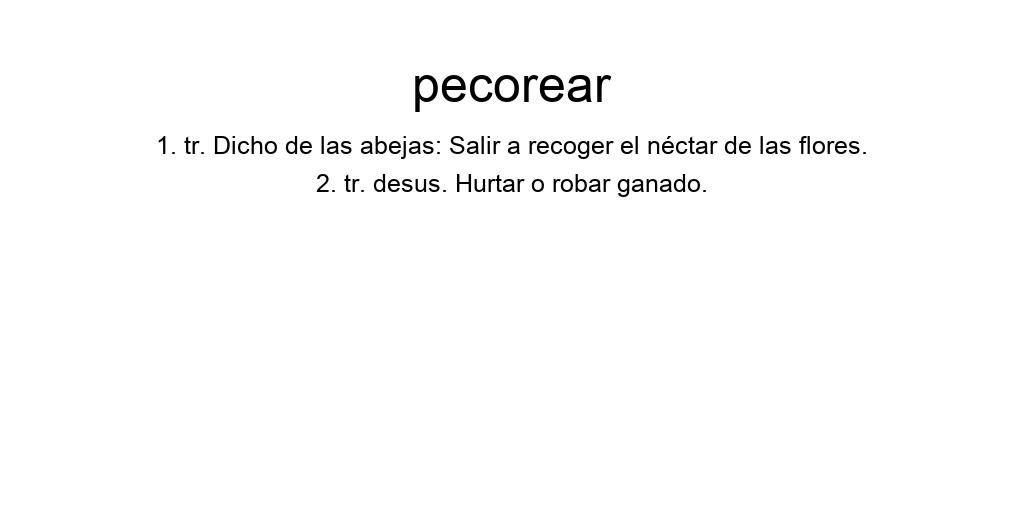 pecorear
1. tr. Dicho de las abejas: Salir a recoger el néctar de las flores.
2. tr. desus. Hurtar o robar ganado.